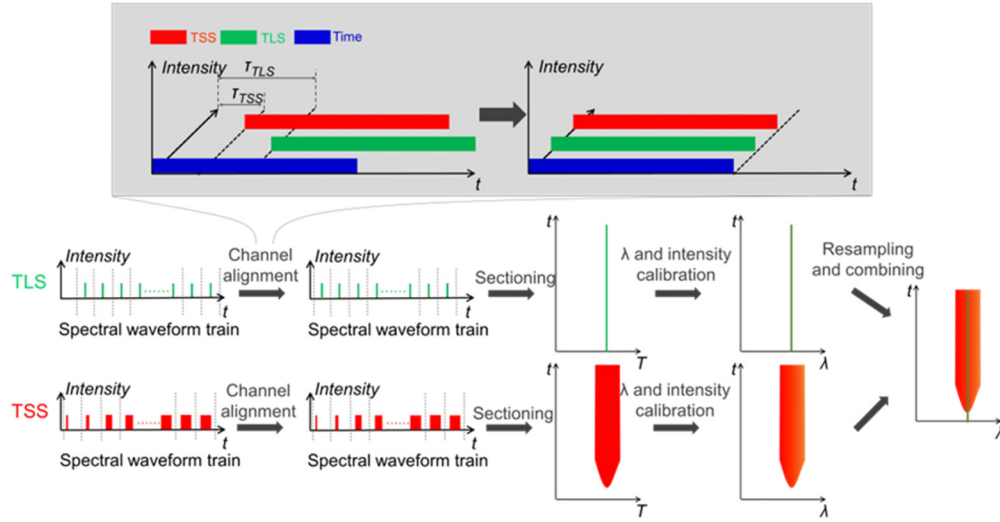 TSS TLS Time
Intensity
τTLS
τTSS
t
Intensity
t
TLS
Intensity
t
Spectral waveform train
Channel
alignment
Intensity
t
Spectral waveform train
Sectioning
t
T
λ and intensity
calibration
t
λ
Resampling
and combining
t
λ
TSS
Intensity
t
Spectral waveform train
Channel
alignment
Intensity
t
Spectral waveform train
Sectioning
t
T
λ and intensity
calibration
t
λ